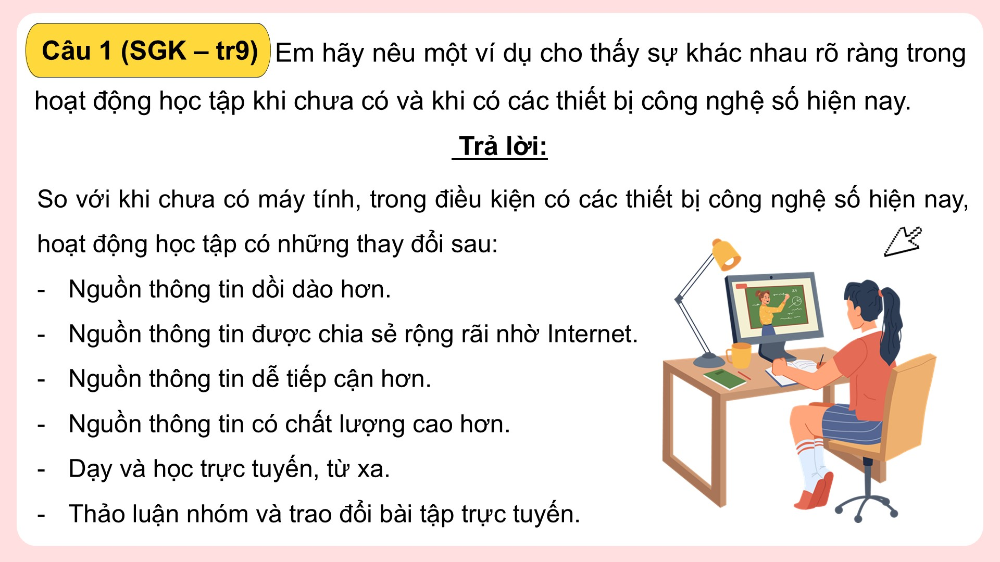 Câu 1 (SGK – tr9) Em hãy nêu một ví dụ cho thấy sự khác nhau rõ ràng trong
hoạt động học tập khi chưa có và khi có các thiết bị công nghệ số hiện nay.
Trả lời:
So với khi chưa có máy tính, trong điều kiện có các thiết bị công nghệ số hiện nay,
hoạt động học tập có những thay đổi sau:
- Nguồn thông tin dồi dào hơn.
- Nguồn thông tin được chia sẻ rộng rãi nhờ Internet.
- Nguồn thông tin dễ tiếp cận hơn.
- Nguồn thông tin có chất lượng cao hơn.
- Dạy và học trực tuyến, từ xa.
- Thảo luận nhóm và trao đổi bài tập trực tuyến.